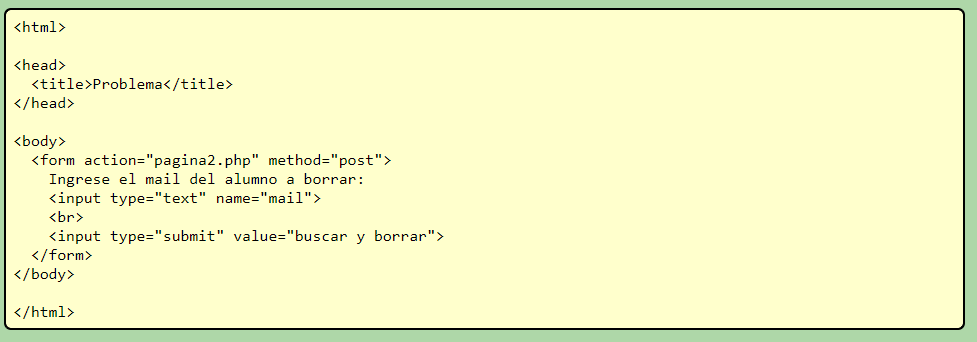 <html>
<head>
<title>Problema</title>
</head>
<body>
<form action="pagina2.php" method="post">
Ingrese el mail del alumno a borrar:
<input type="text" name="mail">
<br>
<input type="submit" value="buscar y borrar">
</form>
</body>
</html>